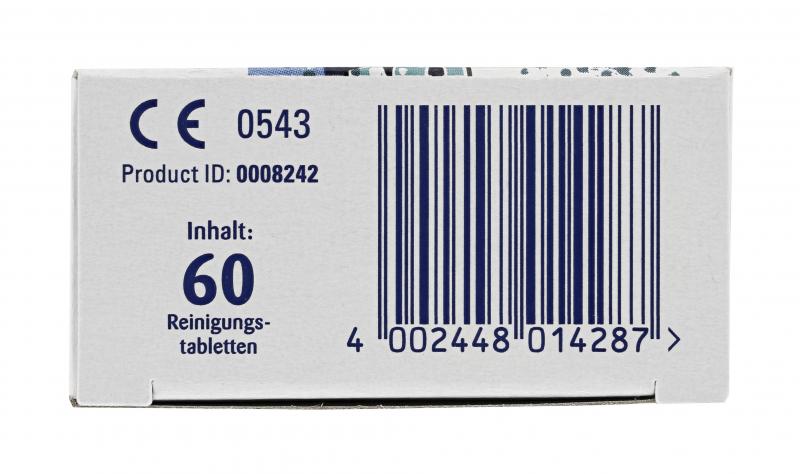 CE 0543
Product ID: 0008242
Inhalt:
60
Reinigungs-
tabletten
4 002448 014287 >